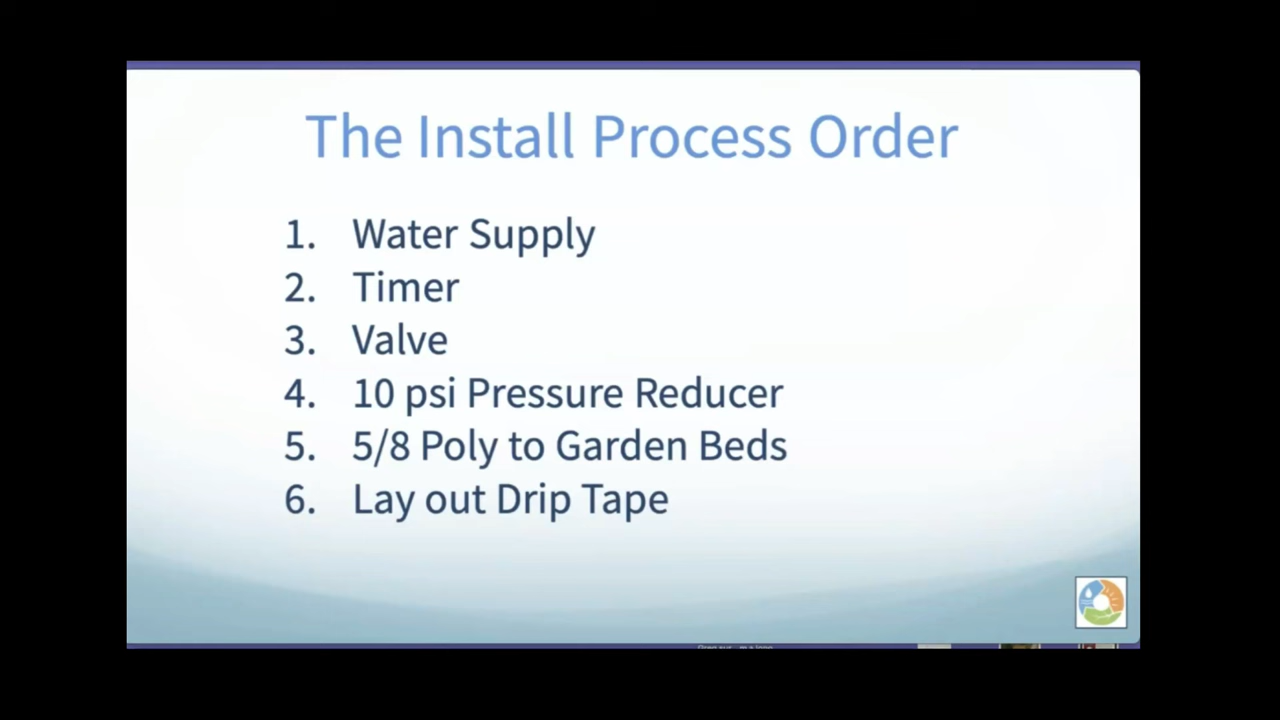 The Install Process Order
1. Water Supply
2. Timer
3. Valve
4. 10 psi Pressure Reducer
5. 5/8 Poly to Garden Beds
6. Lay out Drip Tape